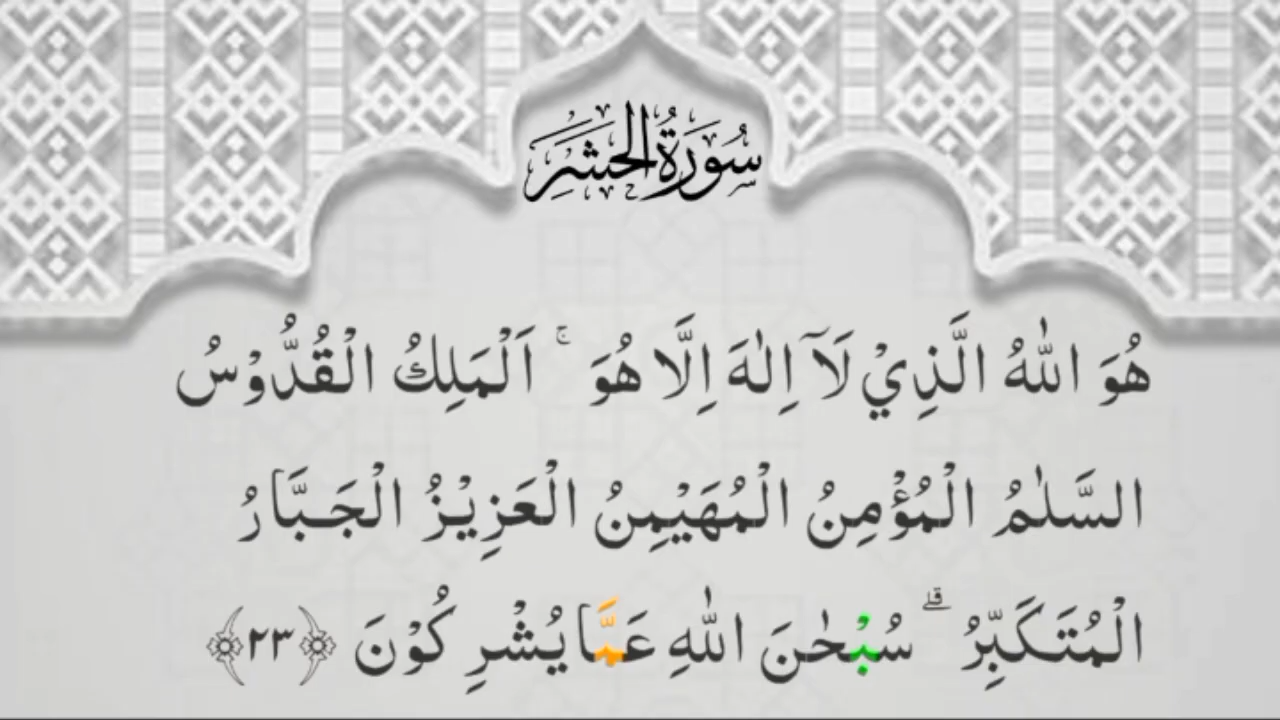 سُورَةُ الحَشْرِ
هُوَ اللّٰهُ الَّذِيْ لَآ اِلٰهَ اِلَّا هُوَ ۚ اَلْمَلِكُ الْقُدُّوْسُ
السَّلٰمُ الْمُؤْمِنُ الْمُهَيْمِنُ الْعَزِيْزُ الْجَبَّارُ
الْمُتَكَبِّرُ ۗ سُبْحٰنَ اللّٰهِ عَمَّا يُشْرِكُوْنَ ﴿٢٣﴾